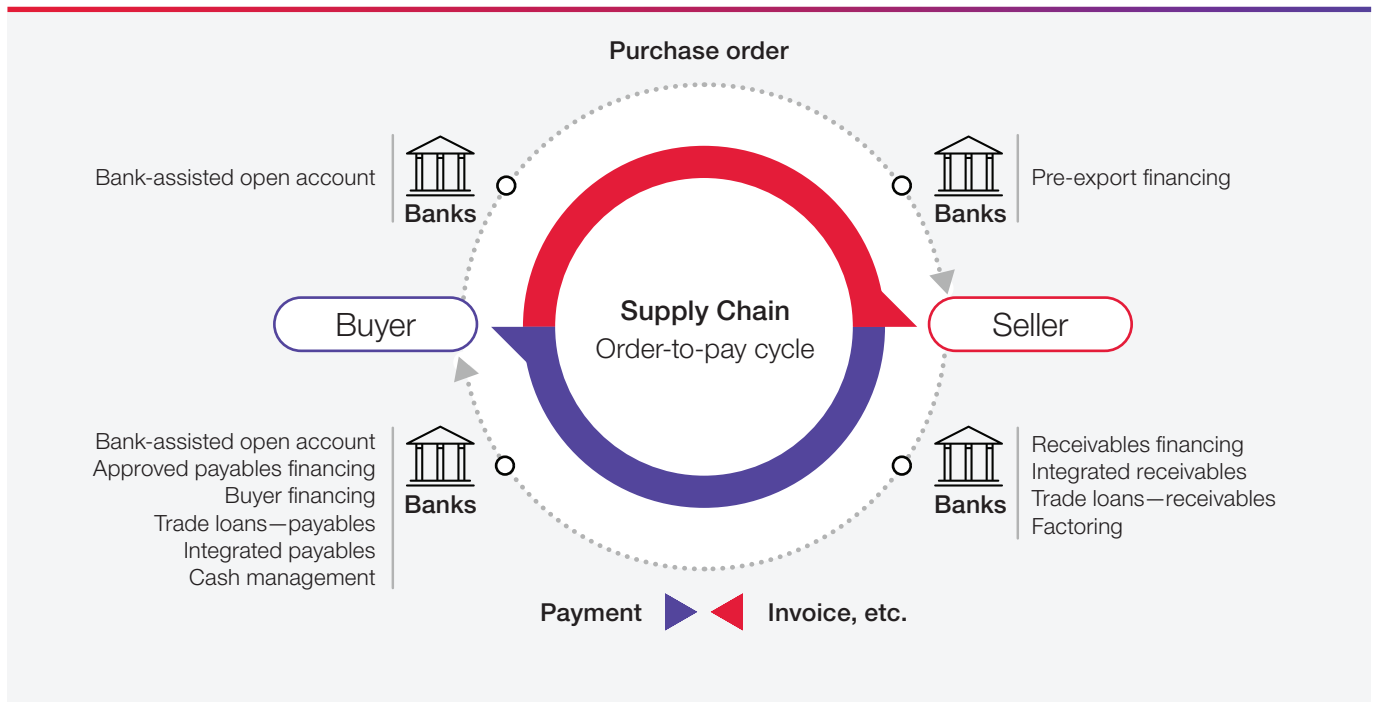 Purchase order
Bank-assisted open account
Banks
Banks
Pre-export financing
Buyer
Supply Chain
Order-to-pay cycle
Seller
Bank-assisted open account
Approved payables financing
Buyer financing
Trade loans—payables
Integrated payables
Cash management
Banks
Banks
Receivables financing
Integrated receivables
Trade loans—receivables
Factoring
Payment
Invoice, etc.